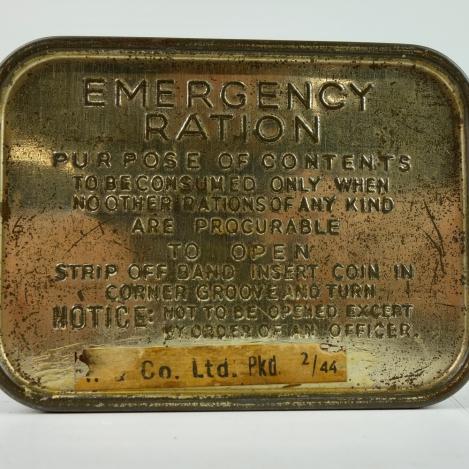 EMERGENCY
RATION
PURPOSE OF CONTENTS
TO BE CONSUMED ONLY WHEN
NO OTHER RATIONS OF ANY KIND
ARE PROCURABLE
TO OPEN
STRIP OFF BAND INSERT COIN IN
CORNER GROOVE AND TURN
NOTICE: NOT TO BE OPENED EXCEPT
BY ORDER OF AN OFFICER.
Co. Ltd. Pkd. 2/44